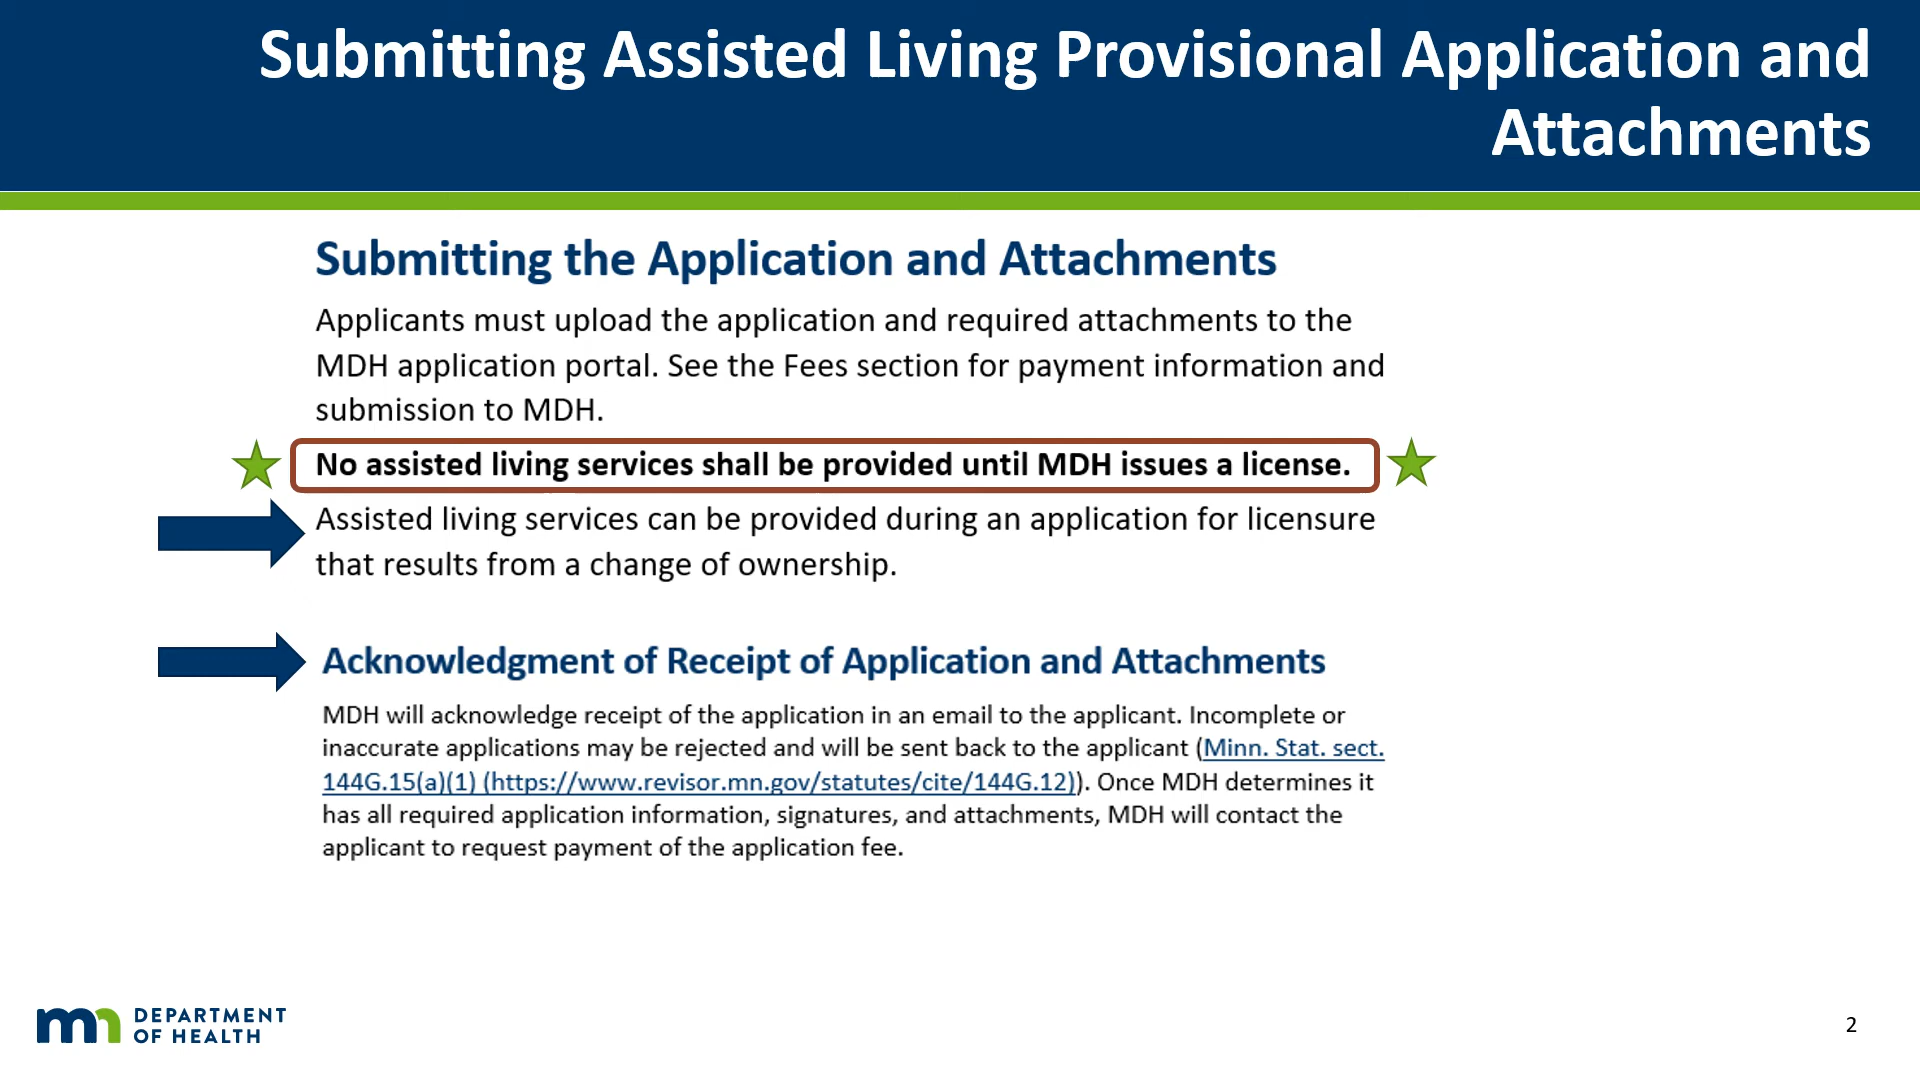 Submitting Assisted Living Provisional Application and
Attachments
Submitting the Application and Attachments
Applicants must upload the application and required attachments to the
MDH application portal. See the Fees section for payment information and
submission to MDH.
No assisted living services shall be provided until MDH issues a license.
Assisted living services can be provided during an application for licensure
that results from a change of ownership.
Acknowledgment of Receipt of Application and Attachments
MDH will acknowledge receipt of the application in an email to the applicant. Incomplete or
inaccurate applications may be rejected and will be sent back to the applicant (Minn. Stat. sect.
144G.15(a)(1) (https://www.revisor.mn.gov/statutes/cite/144G.12)). Once MDH determines it
has all required application information, signatures, and attachments, MDH will contact the
applicant to request payment of the application fee.
mn DEPARTMENT
OF HEALTH
2